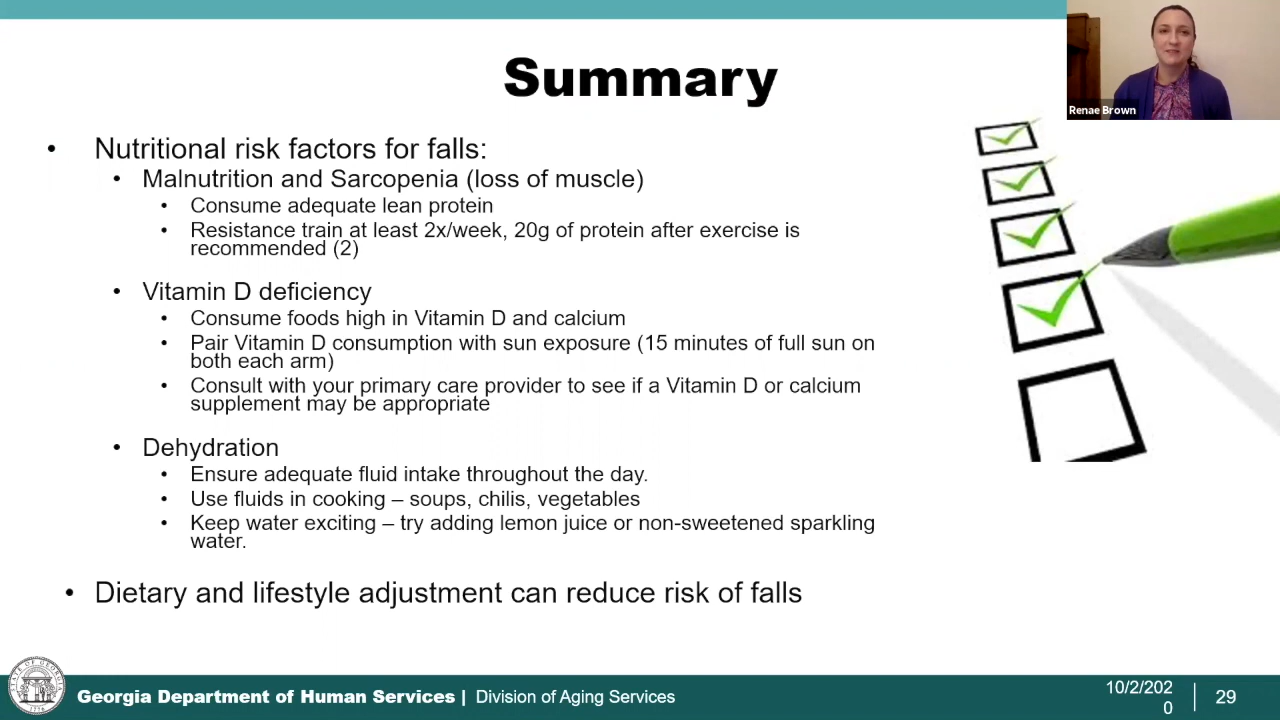 Summary
Renae Brown
• Nutritional risk factors for falls:
• Malnutrition and Sarcopenia (loss of muscle)
• Consume adequate lean protein
• Resistance train at least 2x/week, 20g of protein after exercise is
recommended (2)
• Vitamin D deficiency
• Consume foods high in Vitamin D and calcium
• Pair Vitamin D consumption with sun exposure (15 minutes of full sun on
both each arm)
• Consult with your primary care provider to see if a Vitamin D or calcium
supplement may be appropriate
• Dehydration
• Ensure adequate fluid intake throughout the day.
• Use fluids in cooking – soups, chilis, vegetables
• Keep water exciting – try adding lemon juice or non-sweetened sparkling
water.
• Dietary and lifestyle adjustment can reduce risk of falls
STATE OF GEORGIA
1776
Georgia Department of Human Services | Division of Aging Services
10/2/202
0
29